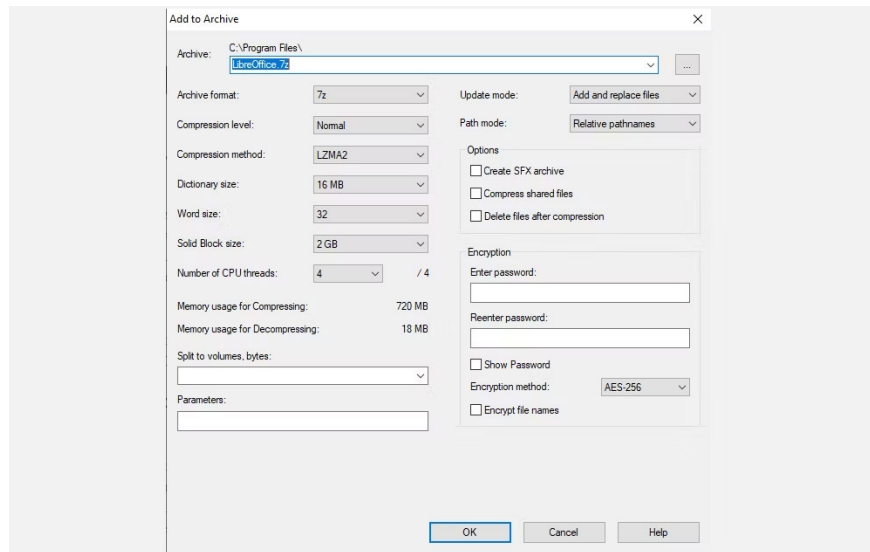 Add to Archive
Archive:
C:\Program Files\
LibreOffice.7z
...
Archive format:
7z
Compression level:
Normal
Compression method:
LZMA2
Dictionary size:
16 MB
Word size:
32
Solid Block size:
2 GB
Number of CPU threads:
4
/ 4
Memory usage for Compressing:
720 MB
Memory usage for Decompressing:
18 MB
Split to volumes, bytes:
Parameters:
Update mode:
Add and replace files
Path mode:
Relative pathnames
Options
Create SFX archive
Compress shared files
Delete files after compression
Encryption
Enter password:
Reenter password:
Show Password
Encryption method:
AES-256
Encrypt file names
OK
Cancel
Help